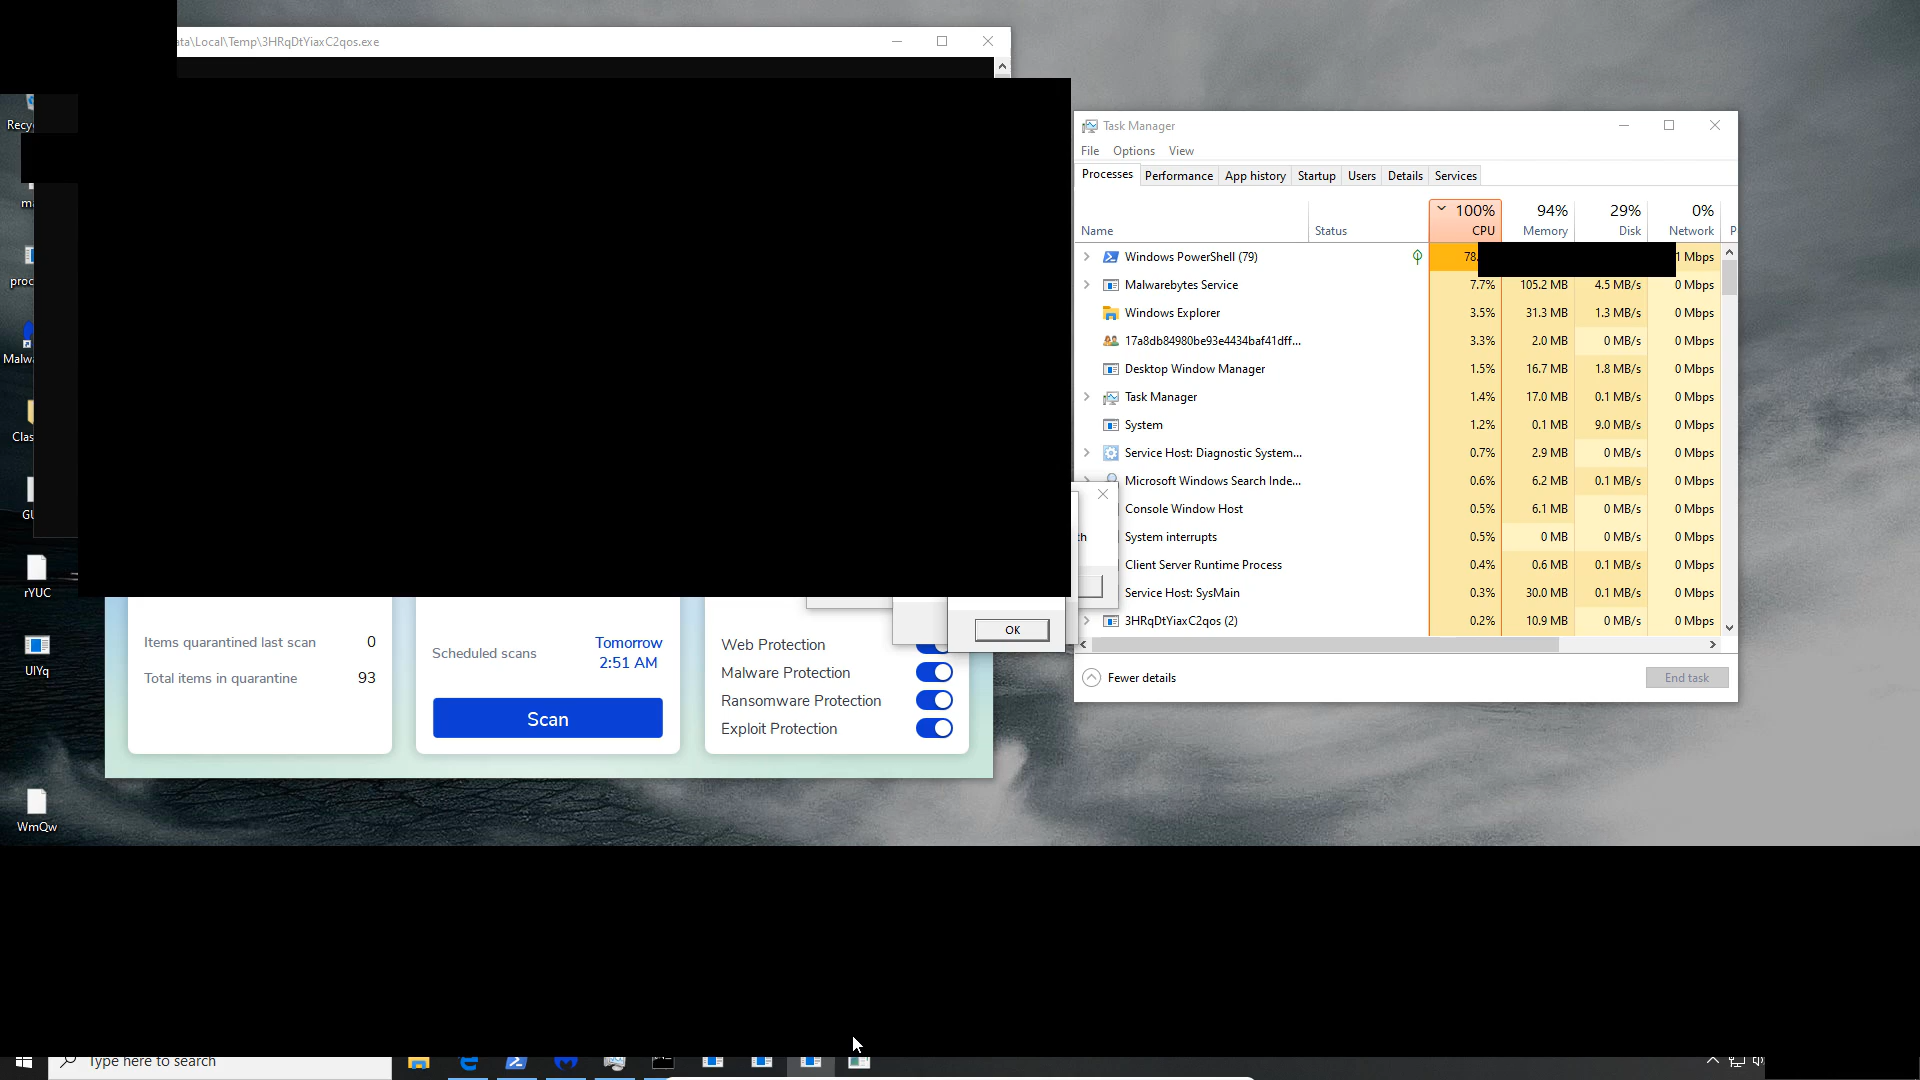 ata\Local\Temp\3HRqDtYiaxC2qos.exe
Recy
Task Manager
File Options View
Processes Performance App history Startup Users Details Services
100% 94% 29% 0%
Name Status CPU Memory Disk Network P
Windows PowerShell (79) 78. 1 Mbps
Malwarebytes Service 7.7% 105.2 MB 4.5 MB/s 0 Mbps
Windows Explorer 3.5% 31.3 MB 1.3 MB/s 0 Mbps
17a8db84980be93e4434baf41dff... 3.3% 2.0 MB 0 MB/s 0 Mbps
Desktop Window Manager 1.5% 16.7 MB 1.8 MB/s 0 Mbps
Task Manager 1.4% 17.0 MB 0.1 MB/s 0 Mbps
System 1.2% 0.1 MB 9.0 MB/s 0 Mbps
Service Host: Diagnostic System... 0.7% 2.9 MB 0 MB/s 0 Mbps
Microsoft Windows Search Inde... 0.6% 6.2 MB 0.1 MB/s 0 Mbps
Console Window Host 0.5% 6.1 MB 0 MB/s 0 Mbps
System interrupts 0.5% 0 MB 0 MB/s 0 Mbps
Client Server Runtime Process 0.4% 0.6 MB 0.1 MB/s 0 Mbps
Service Host: SysMain 0.3% 30.0 MB 0.1 MB/s 0 Mbps
3HRqDtYiaxC2qos (2) 0.2% 10.9 MB 0 MB/s 0 Mbps
Fewer details
End task
proc
Malwa
Clas
rYUC
UlYq
WmQw
OK
Items quarantined last scan 0
Total items in quarantine 93
Scheduled scans
Tomorrow
2:51 AM
Scan
Web Protection
Malware Protection
Ransomware Protection
Exploit Protection
Type here to search